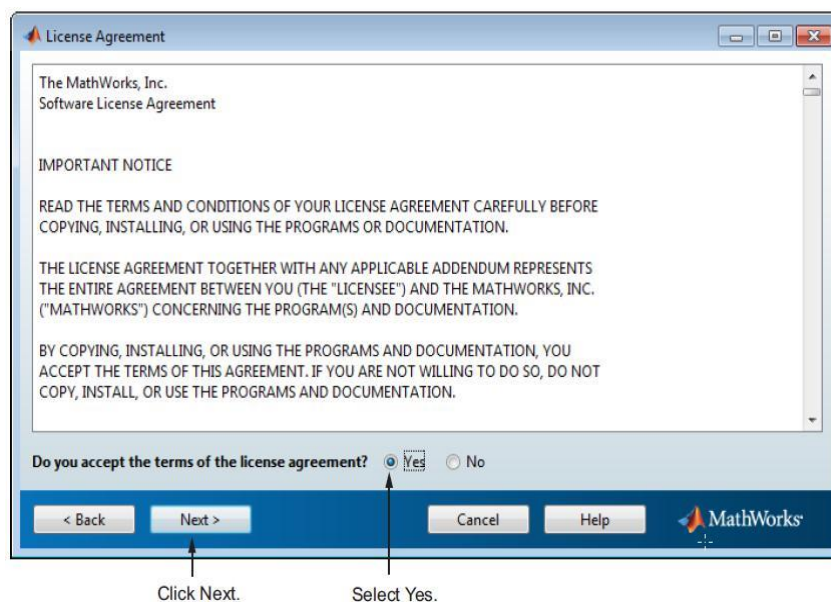 License Agreement
The MathWorks, Inc.
Software License Agreement
IMPORTANT NOTICE
READ THE TERMS AND CONDITIONS OF YOUR LICENSE AGREEMENT CAREFULLY BEFORE
COPYING, INSTALLING, OR USING THE PROGRAMS OR DOCUMENTATION.
THE LICENSE AGREEMENT TOGETHER WITH ANY APPLICABLE ADDENDUM REPRESENTS
THE ENTIRE AGREEMENT BETWEEN YOU (THE "LICENSEE") AND THE MATHWORKS, INC.
("MATHWORKS") CONCERNING THE PROGRAM(S) AND DOCUMENTATION.
BY COPYING, INSTALLING, OR USING THE PROGRAMS AND DOCUMENTATION, YOU
ACCEPT THE TERMS OF THIS AGREEMENT. IF YOU ARE NOT WILLING TO DO SO, DO NOT
COPY, INSTALL, OR USE THE PROGRAMS AND DOCUMENTATION.
Do you accept the terms of the license agreement? Yes No
< Back Next > Cancel Help MathWorks
Click Next. Select Yes.